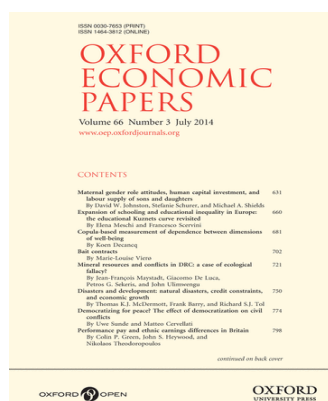 ISSN 0030-7653 (PRINT)
ISSN 1464-3812 (ONLINE)
OXFORD
ECONOMIC
PAPERS
Volume 66 Number 3 July 2014
www.oep.oxfordjournals.org
CONTENTS
Maternal gender role attitudes, human capital investment, and 631
labour supply of sons and daughters
By David W. Johnston, Stefanie Schurer, and Michael A. Shields
Expansion of schooling and educational inequality in Europe: 660
the educational Kuznets curve revisited
By Elena Meschi and Francesco Scervini
Copula-based measurement of dependence between dimensions 681
of well-being
By Koen Decancq
Bait contracts 702
By Marie-Louise Vierø
Mineral resources and conflicts in DRC: a case of ecological 721
fallacy?
By Jean-François Maystadt, Giacomo De Luca,
Petros G. Sekeris, and John Ulimwengu
Disasters and development: natural disasters, credit constraints, 750
and economic growth
By Thomas K.J. McDermott, Frank Barry, and Richard S.J. Tol
Democratizing for peace? The effect of democratization on civil 774
conflicts
By Uwe Sunde and Matteo Cervellati
Performance pay and ethnic earnings differences in Britain 798
By Colin P. Green, John S. Heywood, and
Nikolaos Theodoropoulos
continued on back cover
OXFORD OPEN
OXFORD
UNIVERSITY PRESS